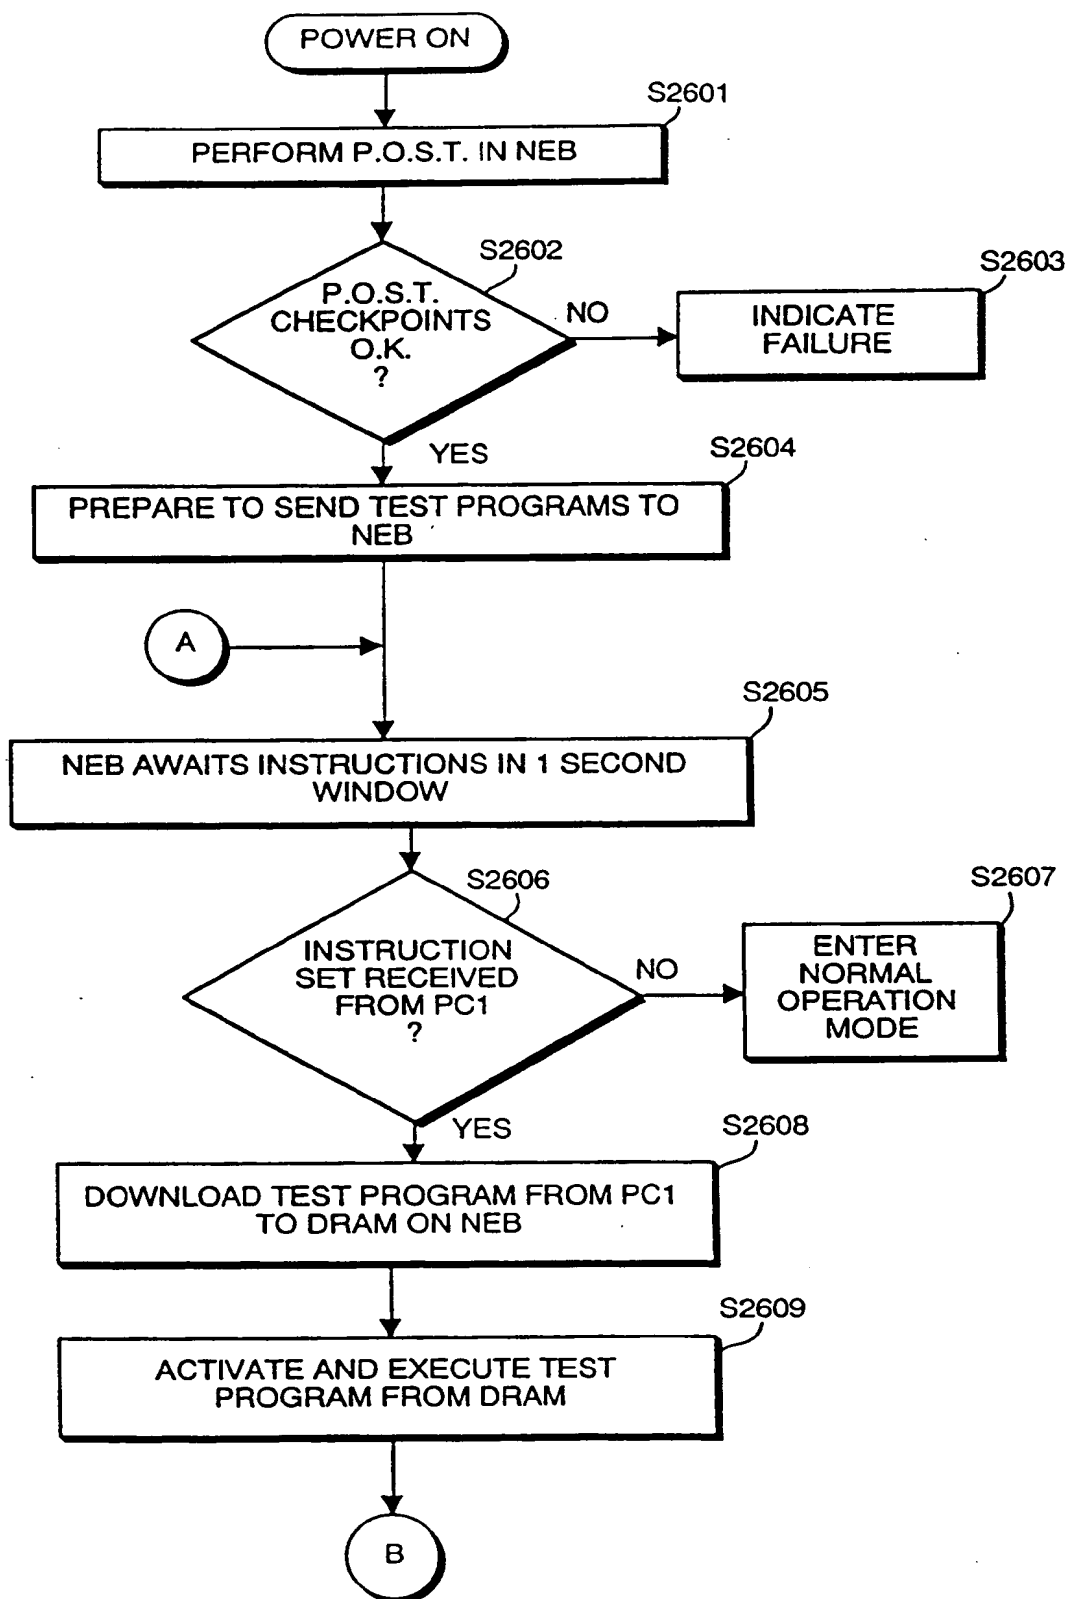 POWER ON
S2601
PERFORM P.O.S.T. IN NEB
S2602
P.O.S.T.
CHECKPOINTS
O.K.
?
NO
S2603
INDICATE
FAILURE
YES
S2604
PREPARE TO SEND TEST PROGRAMS TO
NEB
A
S2605
NEB AWAITS INSTRUCTIONS IN 1 SECOND
WINDOW
S2606
INSTRUCTION
SET RECEIVED
FROM PC1
?
NO
S2607
ENTER
NORMAL
OPERATION
MODE
YES
S2608
DOWNLOAD TEST PROGRAM FROM PC1
TO DRAM ON NEB
S2609
ACTIVATE AND EXECUTE TEST
PROGRAM FROM DRAM
B